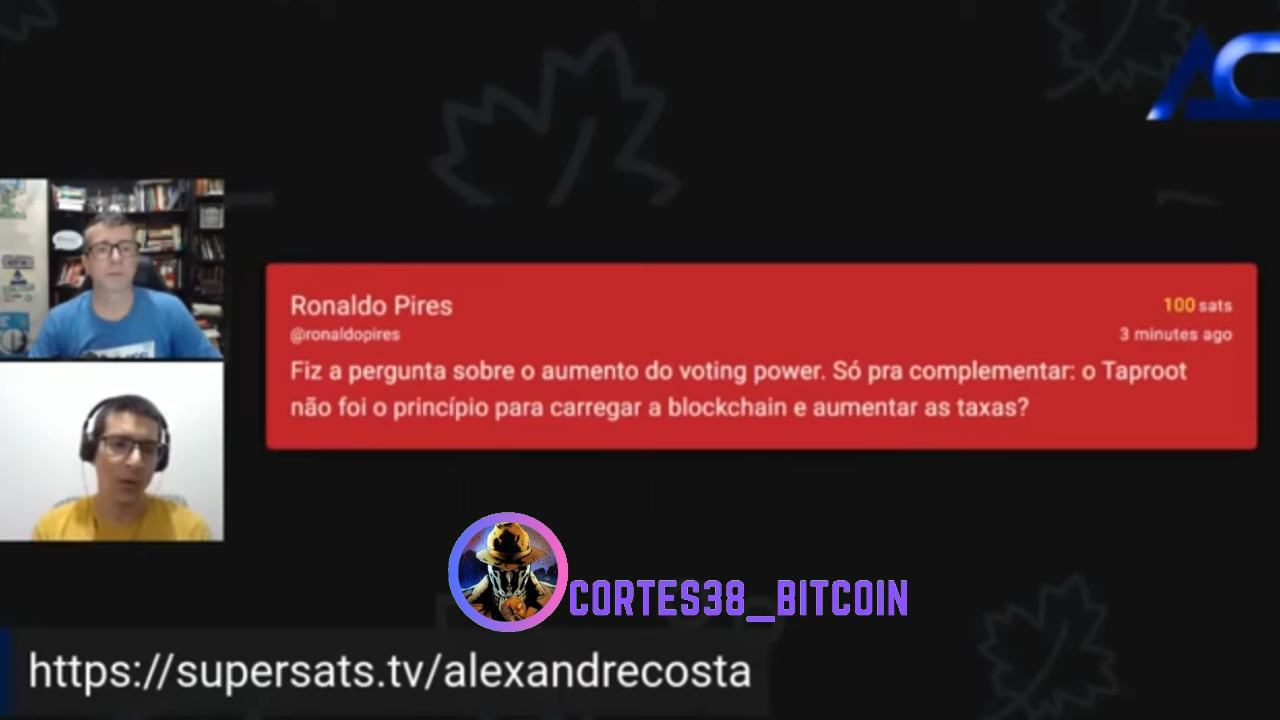 AC
Ronaldo Pires
100 sats
@ronaldopires
3 minutes ago
Fiz a pergunta sobre o aumento do voting power. Só pra complementar: o Taproot
não foi o princípio para carregar a blockchain e aumentar as taxas?
CORTES38_BITCOIN
https://supersats.tv/alexandrecosta